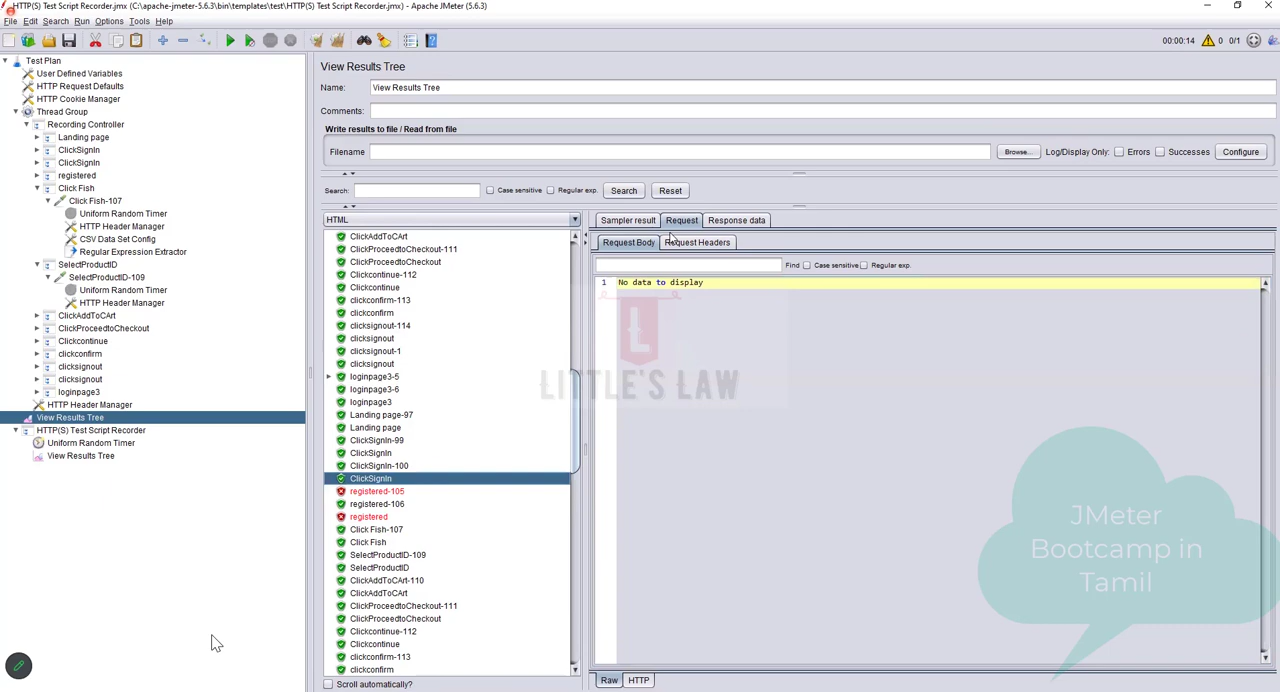 HTTP(S) Test Script Recorder.jmx (C:\apache-jmeter-5.6.3\bin\templates\test\HTTP(S) Test Script Recorder.jmx) - Apache JMeter (5.6.3)
File Edit Search Run Options Tools Help
00:00:14 0 0/1
Test Plan
User Defined Variables
HTTP Request Defaults
HTTP Cookie Manager
Thread Group
Recording Controller
Landing page
ClickSignIn
ClickSignIn
registered
Click Fish
Click Fish-107
Uniform Random Timer
HTTP Header Manager
CSV Data Set Config
Regular Expression Extractor
SelectProductID
SelectProductID-109
Uniform Random Timer
HTTP Header Manager
ClickAddToCArt
ClickProceedtoCheckout
Clickcontinue
clickconfirm
clicksignout
clicksignout
loginpage3
HTTP Header Manager
View Results Tree
HTTP(S) Test Script Recorder
Uniform Random Timer
View Results Tree
View Results Tree
Name: View Results Tree
Comments:
Write results to file / Read from file
Filename Browse... Log/Display Only: Errors Successes Configure
Search: Case sensitive Regular exp. Search Reset
HTML
ClickAddToCArt
ClickProceedtoCheckout-111
ClickProceedtoCheckout
Clickcontinue-112
Clickcontinue
clickconfirm-113
clickconfirm
clicksignout-114
clicksignout
clicksignout-1
clicksignout
loginpage3-5
loginpage3-6
loginpage3
Landing page-97
Landing page
ClickSignIn-99
ClickSignIn
ClickSignIn-100
ClickSignIn
registered-105
registered-106
registered
Click Fish-107
Click Fish
SelectProductID-109
SelectProductID
ClickAddToCArt-110
ClickAddToCArt
ClickProceedtoCheckout-111
ClickProceedtoCheckout
Clickcontinue-112
Clickcontinue
clickconfirm-113
clickconfirm
Scroll automatically?
Sampler result Request Response data
Request Body Request Headers
Find Case sensitive Regular exp.
1 No data to display
L
LITTLE'S LAW
JMeter
Bootcamp in
Tamil
Raw HTTP